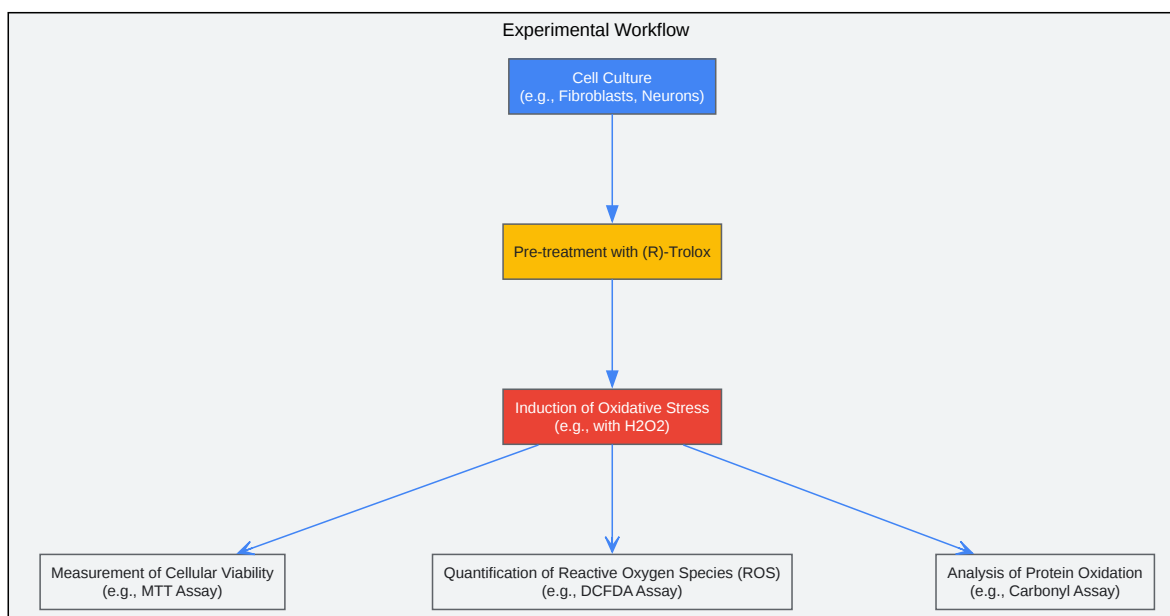 Experimental Workflow
Cell Culture
(e.g., Fibroblasts, Neurons)
Pre-treatment with (R)-Trolox
Induction of Oxidative Stress
(e.g., with H2O2)
Measurement of Cellular Viability
(e.g., MTT Assay)
Quantification of Reactive Oxygen Species (ROS)
(e.g., DCFDA Assay)
Analysis of Protein Oxidation
(e.g., Carbonyl Assay)